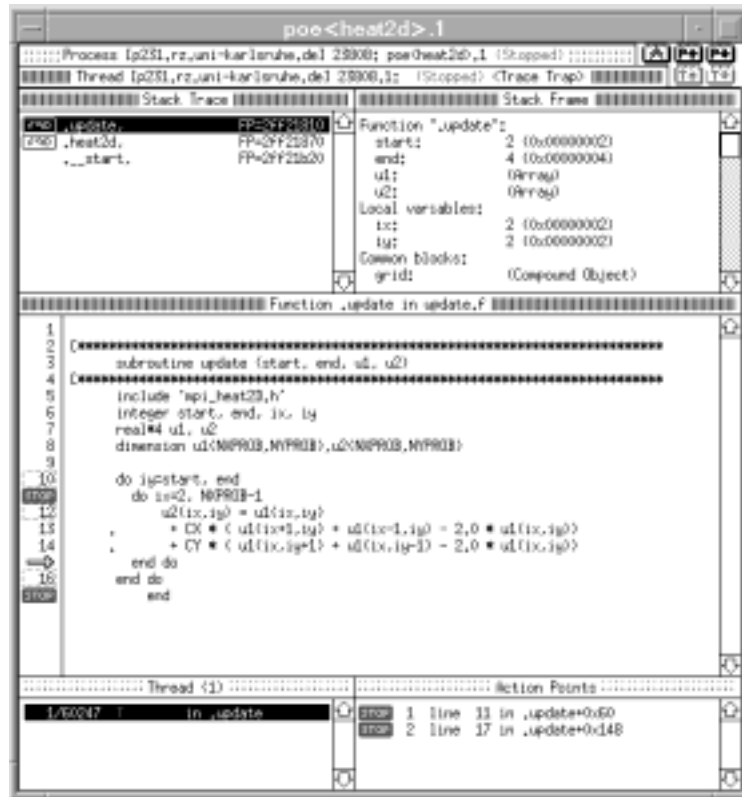 poe<heat2d>.1
Process [p231.rz.uni-karlsruhe.de] 23808: poe<heat2d>.1 (Stopped)
Thread [p231.rz.uni-karlsruhe.de] 23808.1: (Stopped) <Trace Trap>
Stack Trace
Stack Frame
.update. FP=2ff21810
.heat2d. FP=2ff21870
.__start. FP=2ff21b20
Function ".update":
start: 2 (0x00000002)
end: 4 (0x00000004)
u1: (Array)
u2: (Array)
Local variables:
ix: 2 (0x00000002)
iy: 2 (0x00000002)
Common blocks:
grid: (Compound Object)
Function .update in update.f
1
2 C****************************************************************
3 subroutine update (start, end, u1, u2)
4 C****************************************************************
5 include 'mpi_heat2D.h'
6 integer start, end, ix, iy
7 real*4 u1, u2
8 dimension u1(NXPROB,NYPROB),u2(NXPROB,NYPROB)
9
10 do iy=start, end
STOP do ix=2, NXPROB-1
12 u2(ix,iy) = u1(ix,iy)
13 . + CX * ( u1(ix+1,iy) + u1(ix-1,iy) - 2.0 * u1(ix,iy))
14 . + CY * ( u1(ix,iy+1) + u1(ix,iy-1) - 2.0 * u1(ix,iy))
end do
16 end do
STOP end
Thread (1)
Action Points
1/60247 T in .update
STOP 1 line 11 in .update+0x60
STOP 2 line 17 in .update+0x148